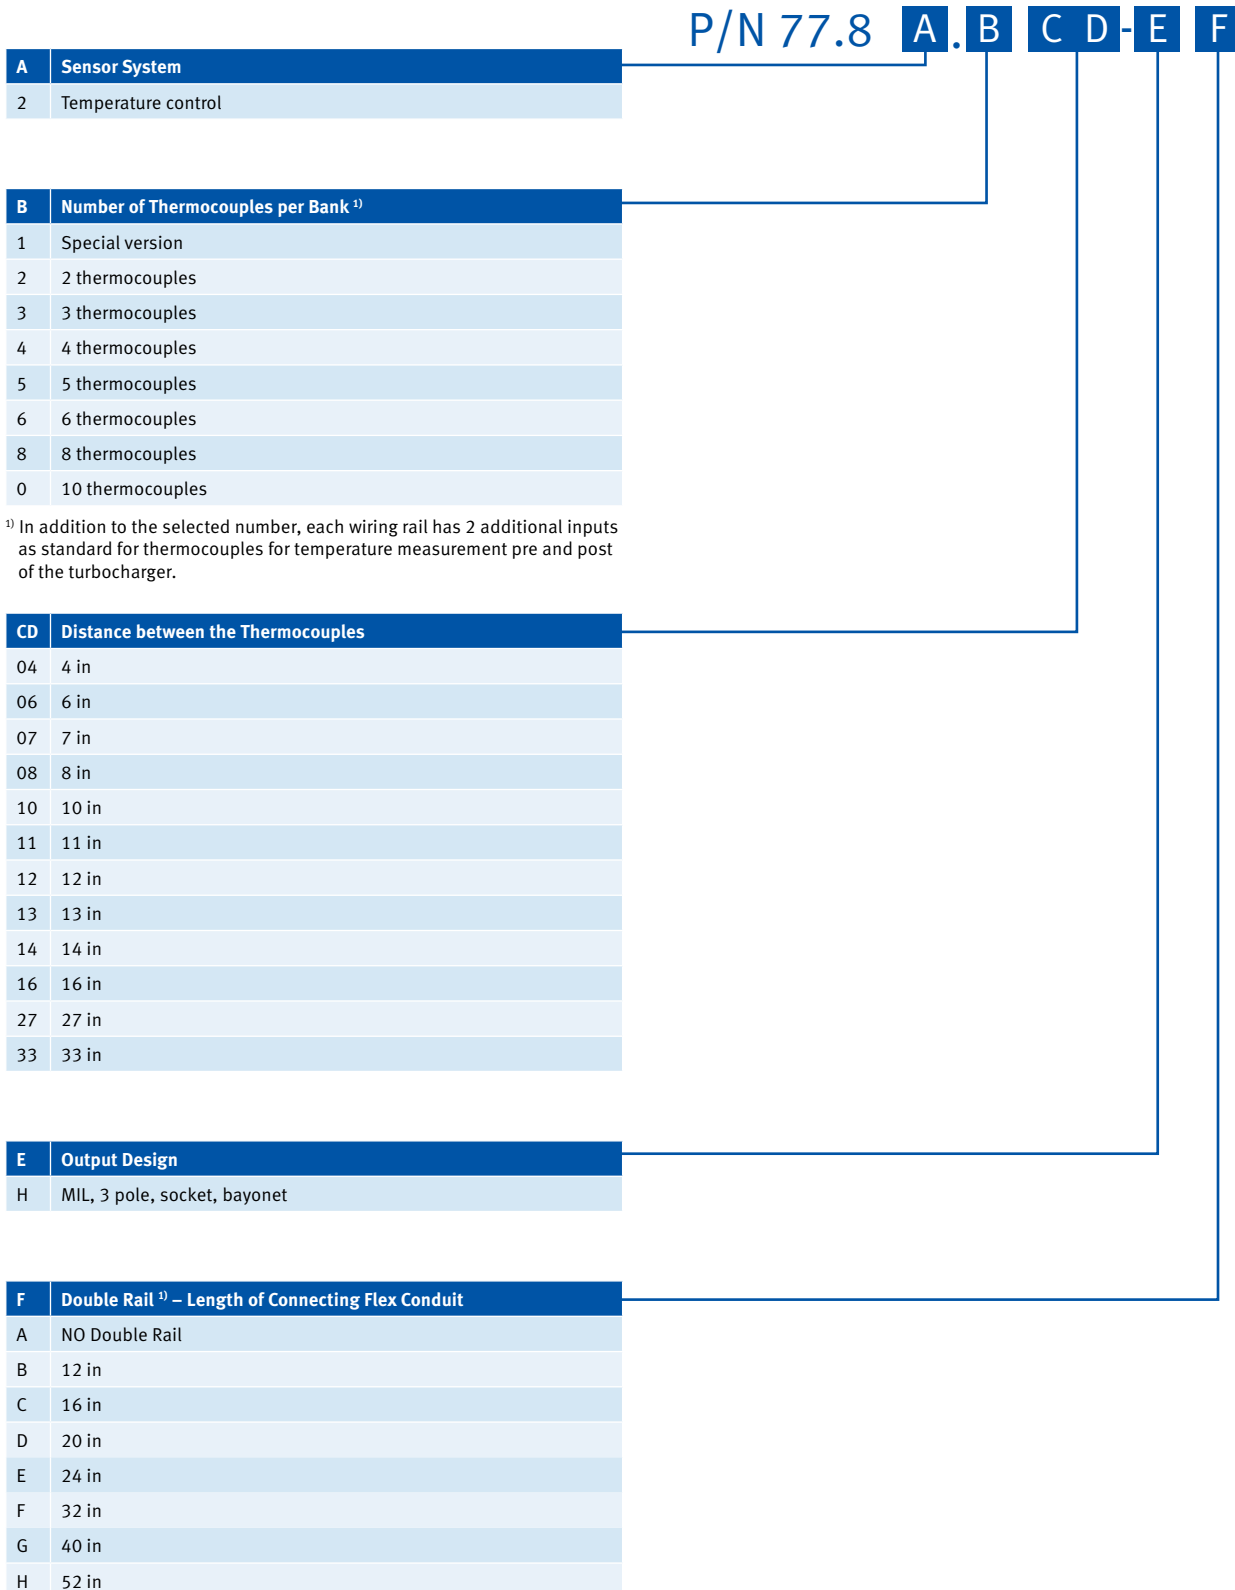 P/N 77.8 A . B C D - E F
A Sensor System
2 Temperature control
B Number of Thermocouples per Bank 1)
1 Special version
2 2 thermocouples
3 3 thermocouples
4 4 thermocouples
5 5 thermocouples
6 6 thermocouples
8 8 thermocouples
0 10 thermocouples
1) In addition to the selected number, each wiring rail has 2 additional inputs
as standard for thermocouples for temperature measurement pre and post
of the turbocharger.
CD Distance between the Thermocouples
04 4 in
06 6 in
07 7 in
08 8 in
10 10 in
11 11 in
12 12 in
13 13 in
14 14 in
16 16 in
27 27 in
33 33 in
E Output Design
H MIL, 3 pole, socket, bayonet
F Double Rail 1) – Length of Connecting Flex Conduit
A NO Double Rail
B 12 in
C 16 in
D 20 in
E 24 in
F 32 in
G 40 in
H 52 in